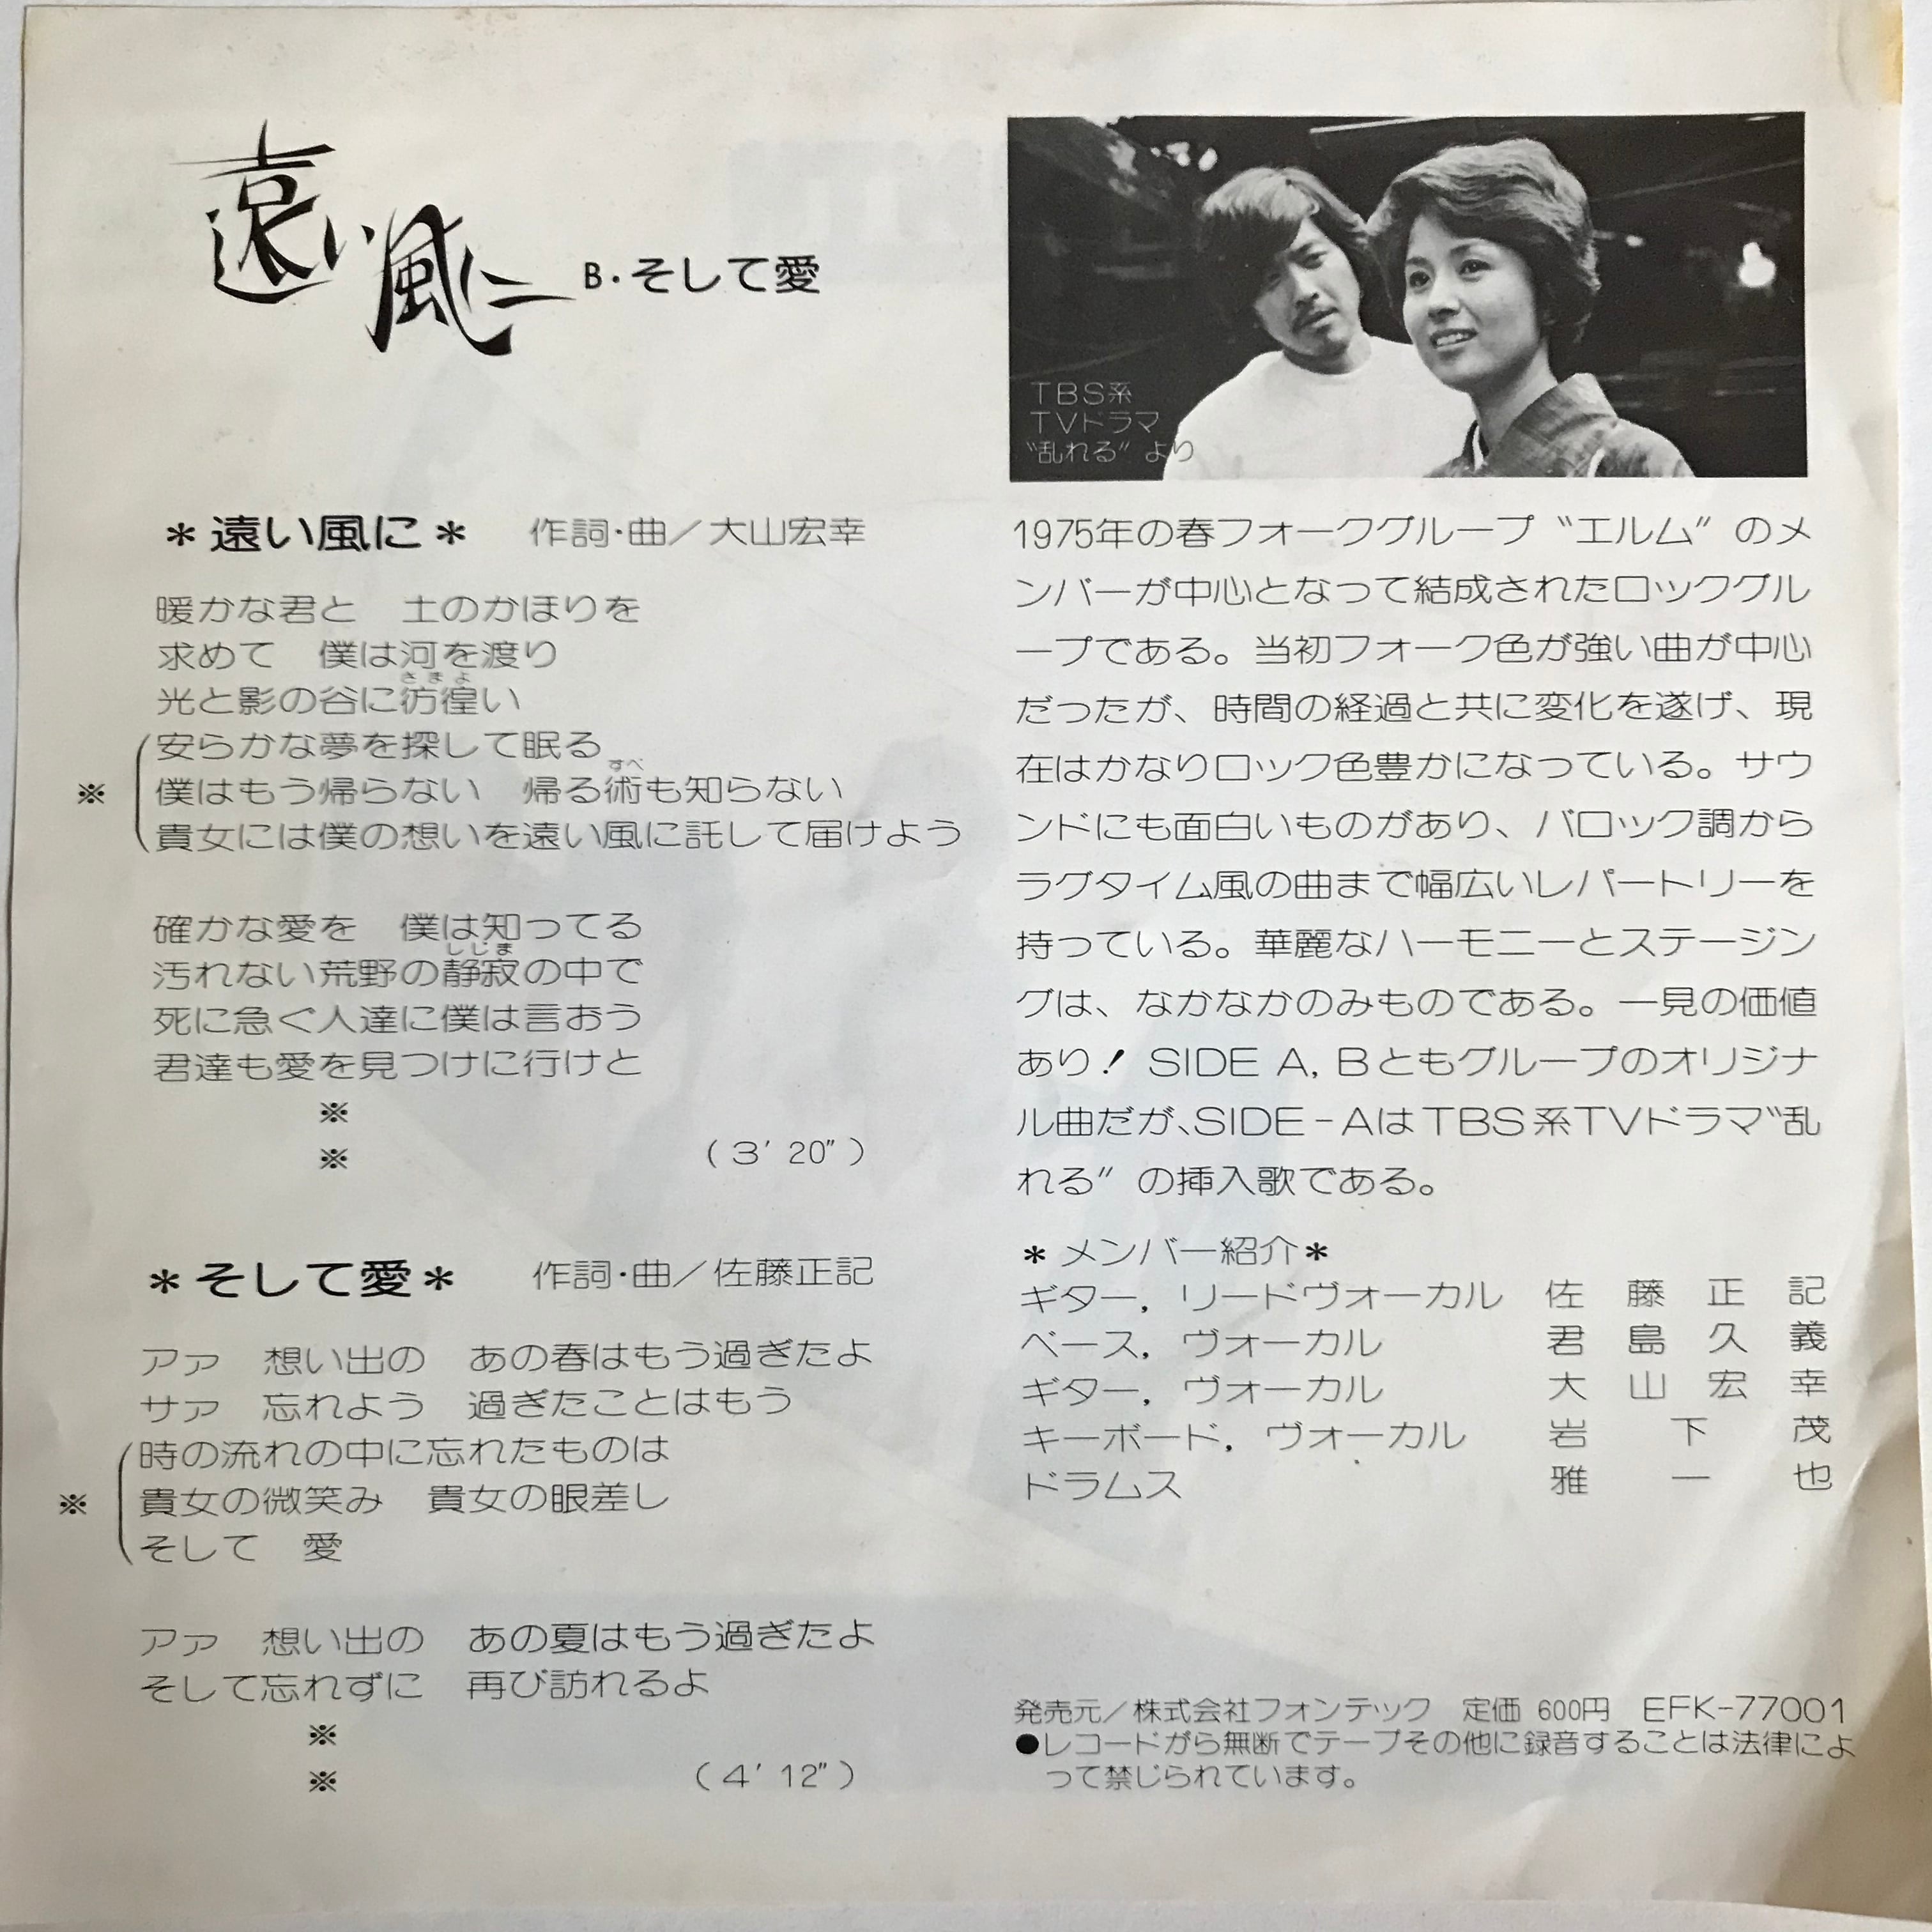 遠い風に B・そして愛
TBS系
TVドラマ
〝乱れる〟より
＊遠い風に＊ 作詞・曲／大山宏幸
暖かな君と　土のかほりを
求めて　僕は河を渡り
さまよ
光と影の谷に彷徨い
安らかな夢を探して眠る
すべ
※ 僕はもう帰らない　帰る術も知らない
貴女には僕の想いを遠い風に託して届けよう
確かな愛を　僕は知ってる
しじま
汚れない荒野の静寂の中で
死に急ぐ人達に僕は言おう
君達も愛を見つけに行けと
※
※ （3′20″）
＊そして愛＊ 作詞・曲／佐藤正記
アァ　想い出の　あの春はもう過ぎたよ
サァ　忘れよう　過ぎたことはもう
時の流れの中に忘れたものは
※ 貴女の微笑み　貴女の眼差し
そして　愛
アァ　想い出の　あの夏はもう過ぎたよ
そして忘れずに　再び訪れるよ
※
※ （4′12″）
1975年の春フォークグループ〝エルム〟のメ
ンバーが中心となって結成されたロックグル
ープである。当初フォーク色が強い曲が中心
だったが、時間の経過と共に変化を遂げ、現
在はかなりロック色豊かになっている。サウ
ンドにも面白いものがあり、バロック調から
ラグタイム風の曲まで幅広いレパートリーを
持っている。華麗なハーモニーとステージン
グは、なかなかのみものである。一見の価値
あり！ SIDE A, Bともグループのオリジナ
ル曲だが、SIDE-AはTBS系TVドラマ〝乱
れる〟の挿入歌である。
＊メンバー紹介＊
ギター，リードヴォーカル 佐藤正記
ベース，ヴォーカル 君島久義
ギター，ヴォーカル 大山宏幸
キーボード，ヴォーカル 岩下茂
ドラムス 雅一也
発売元／株式会社フォンテック 定価 600円 EFK-77001
●レコードがら無断でテープその他に録音することは法律によ
って禁じられています。